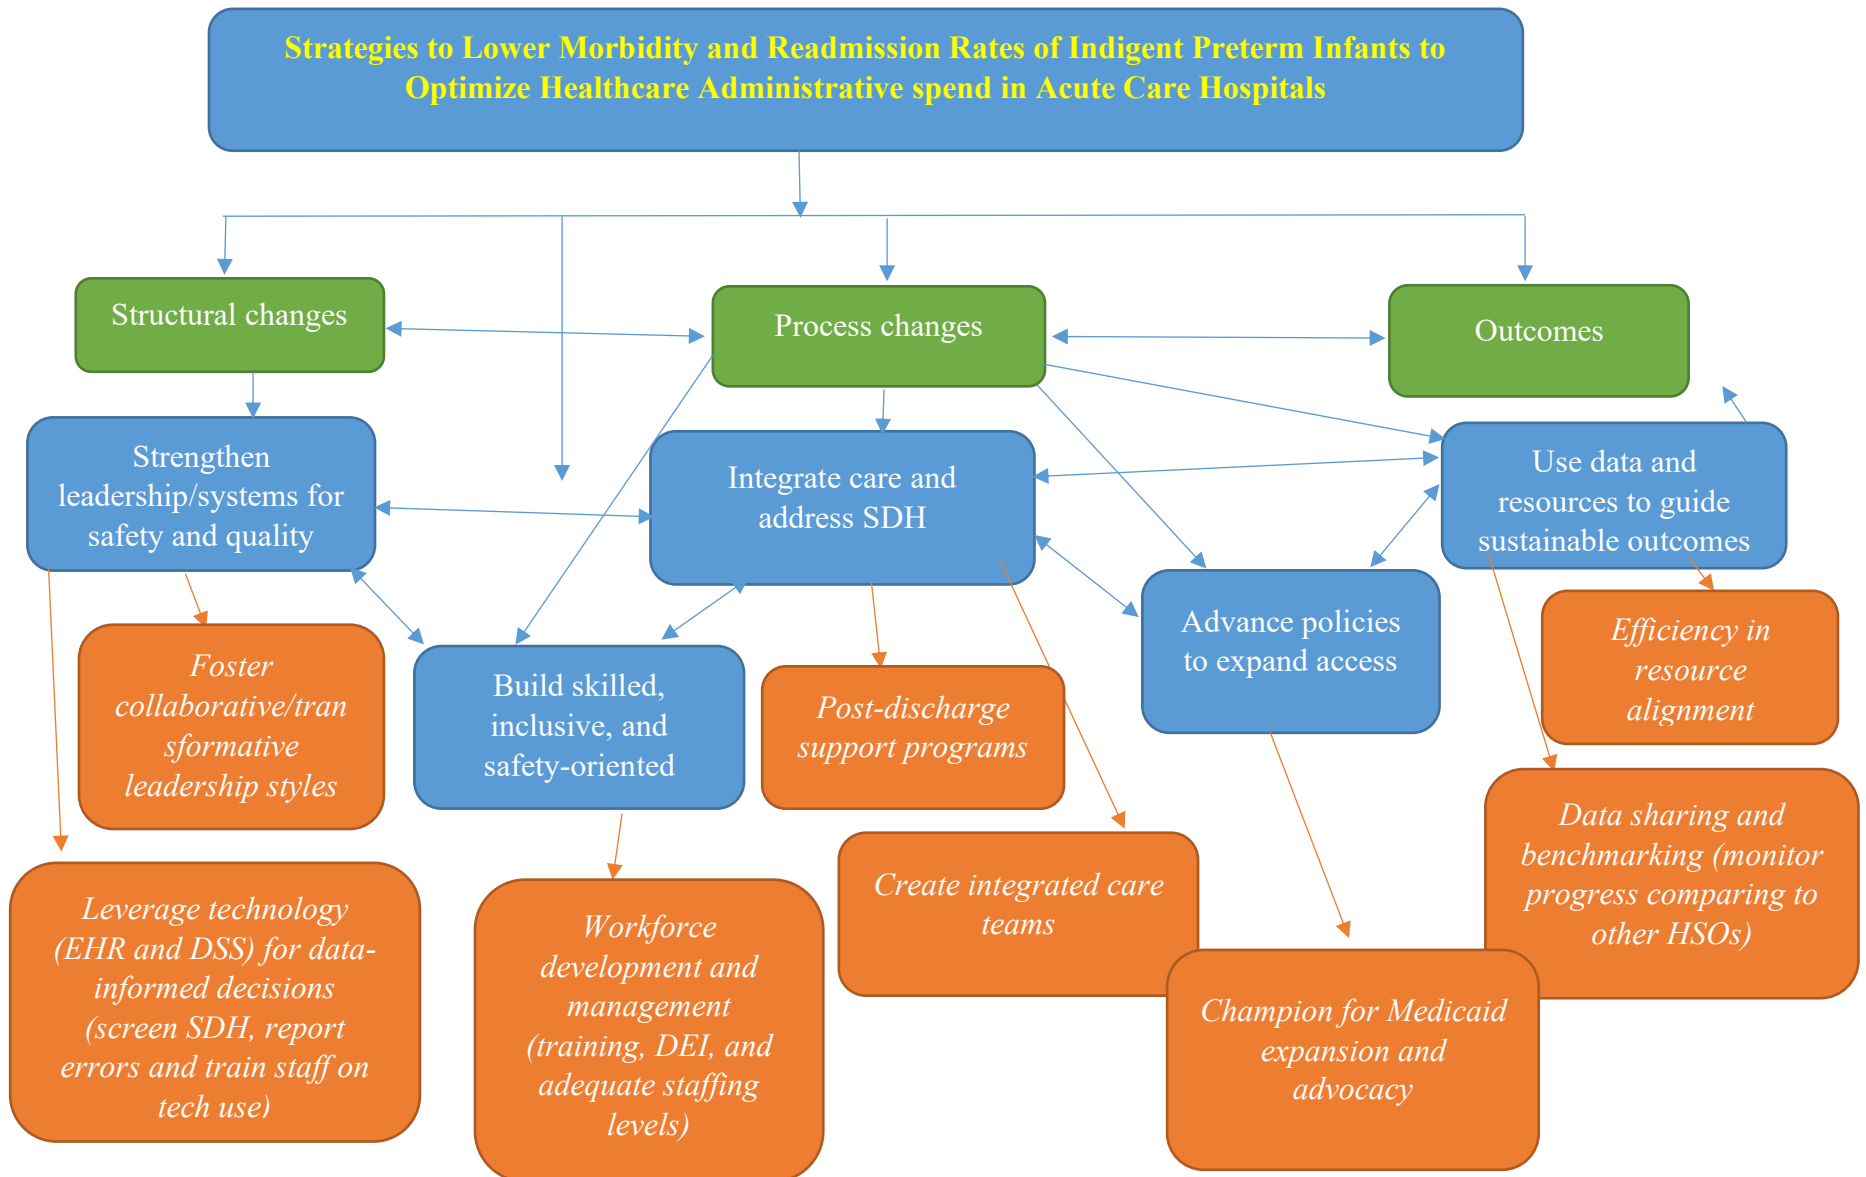 Strategies to Lower Morbidity and Readmission Rates of Indigent Preterm Infants to
Optimize Healthcare Administrative spend in Acute Care Hospitals
Structural changes
Process changes
Outcomes
Strengthen
leadership/systems for
safety and quality
Integrate care and
address SDH
Use data and
resources to guide
sustainable outcomes
Advance policies
to expand access
Build skilled,
inclusive, and
safety-oriented
Foster
collaborative/tran
sformative
leadership styles
Post-discharge
support programs
Efficiency in
resource
alignment
Leverage technology
(EHR and DSS) for data-
informed decisions
(screen SDH, report
errors and train staff on
tech use)
Workforce
development and
management
(training, DEI, and
adequate staffing
levels)
Create integrated care
teams
Champion for Medicaid
expansion and
advocacy
Data sharing and
benchmarking (monitor
progress comparing to
other HSOs)